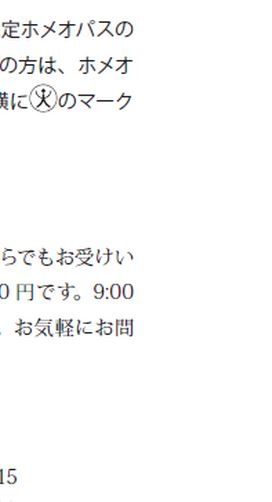 定ホメオパスの
の方は、ホメオ
横に のマーク
らでもお受けい
0 円です。9:00
。お気軽にお問
15